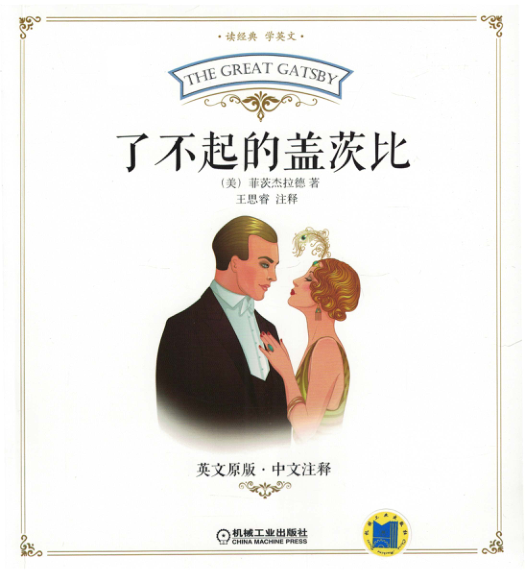 ·读经典 学英文·
THE GREAT GATSBY
了不起的盖茨比
（美）菲茨杰拉德 著
王思睿 注释
英文原版·中文注释
机械工业出版社
CHINA MACHINE PRESS